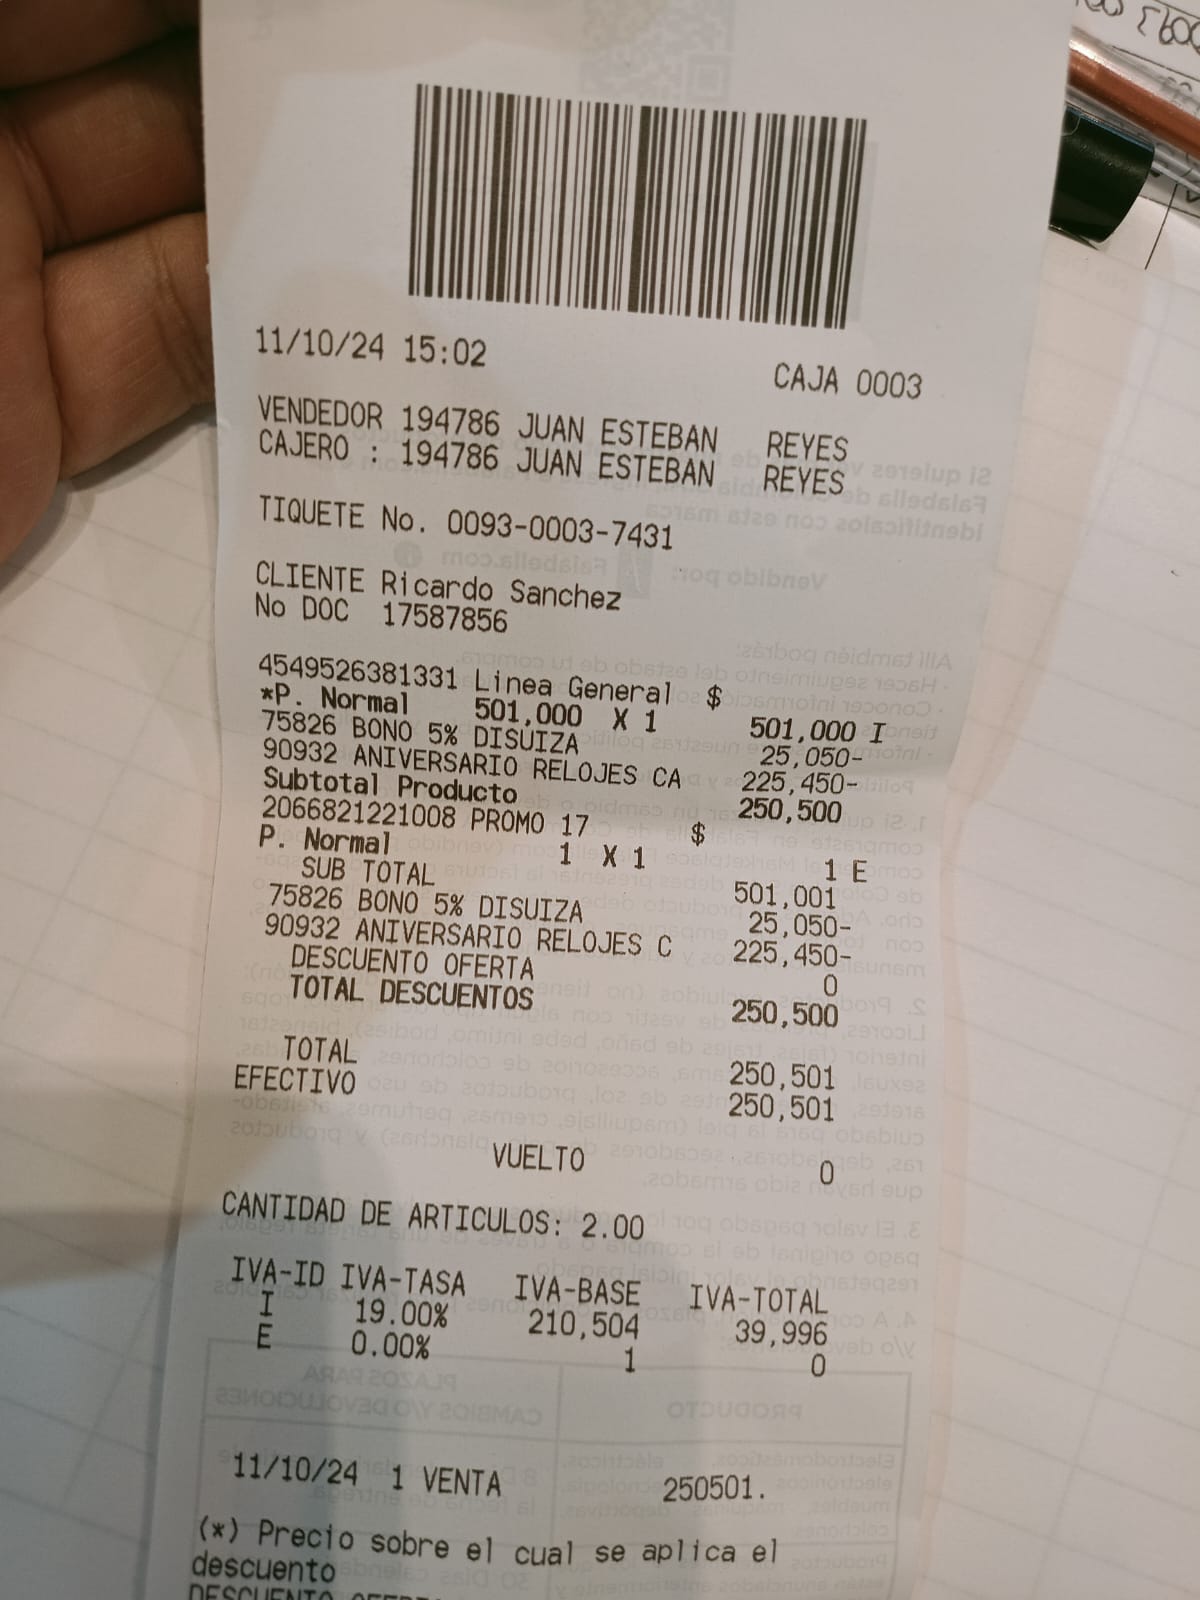 11/10/24 15:02
CAJA 0003
VENDEDOR 194786 JUAN ESTEBAN REYES
CAJERO : 194786 JUAN ESTEBAN REYES
TIQUETE No. 0093-0003-7431
CLIENTE Ricardo Sanchez
No DOC 17587856
4549526381331 Linea General $
*P. Normal 501,000 X 1 501,000 I
75826 BONO 5% DISUIZA 25,050-
90932 ANIVERSARIO RELOJES CA 225,450-
Subtotal Producto 250,500
2066821221008 PROMO 17 $
P. Normal 1 X 1 1 E
SUB TOTAL 501,001
75826 BONO 5% DISUIZA 25,050-
90932 ANIVERSARIO RELOJES C 225,450-
DESCUENTO OFERTA 0
TOTAL DESCUENTOS 250,500
TOTAL 250,501
EFECTIVO 250,501
VUELTO 0
CANTIDAD DE ARTICULOS: 2.00
IVA-ID IVA-TASA IVA-BASE IVA-TOTAL
I 19.00% 210,504 39,996
E 0.00% 1 0
11/10/24 1 VENTA 250501.
(*) Precio sobre el cual se aplica el
descuento